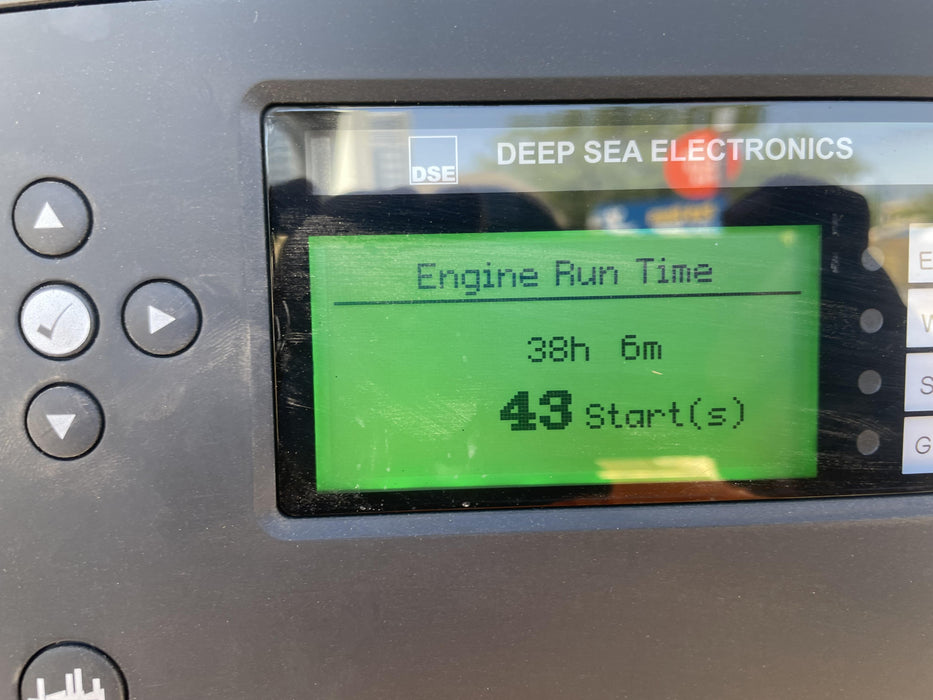 DSE
DEEP SEA ELECTRONICS
Engine Run Time
38h 6m
43 Start(s)